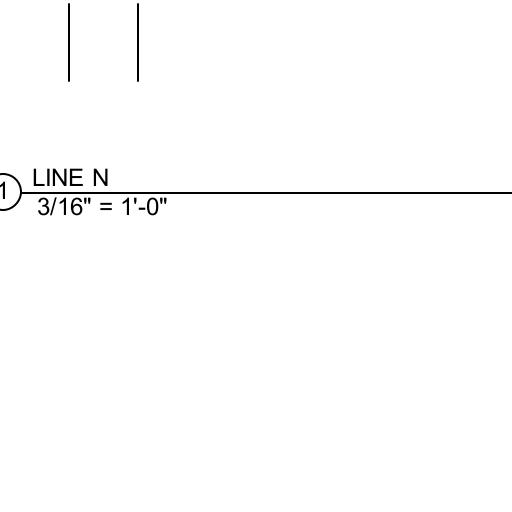 1
LINE N
3/16" = 1'-0"